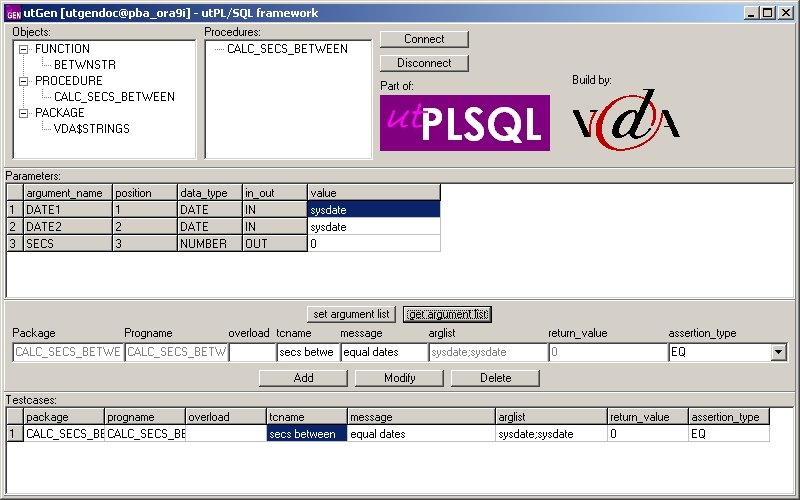 GEN utGen [utgendoc@pba_ora9i] - utPL/SQL framework
Objects:
FUNCTION
BETWNSTR
PROCEDURE
CALC_SECS_BETWEEN
PACKAGE
VDA$STRINGS
Procedures:
CALC_SECS_BETWEEN
Connect
Disconnect
Part of:
utPLSQL
Build by:
VdA
Parameters:
argument_name position data_type in_out value
1 DATE1 1 DATE IN sysdate
2 DATE2 2 DATE IN sysdate
3 SECS 3 NUMBER OUT 0
set argument list get argument list
Package Progname overload tcname message arglist return_value assertion_type
CALC_SECS_BETWE CALC_SECS_BETW secs betwe equal dates sysdate;sysdate 0 EQ
Add Modify Delete
Testcases:
package progname overload tcname message arglist return_value assertion_type
1 CALC_SECS_BE CALC_SECS_BE secs between equal dates sysdate;sysdate 0 EQ